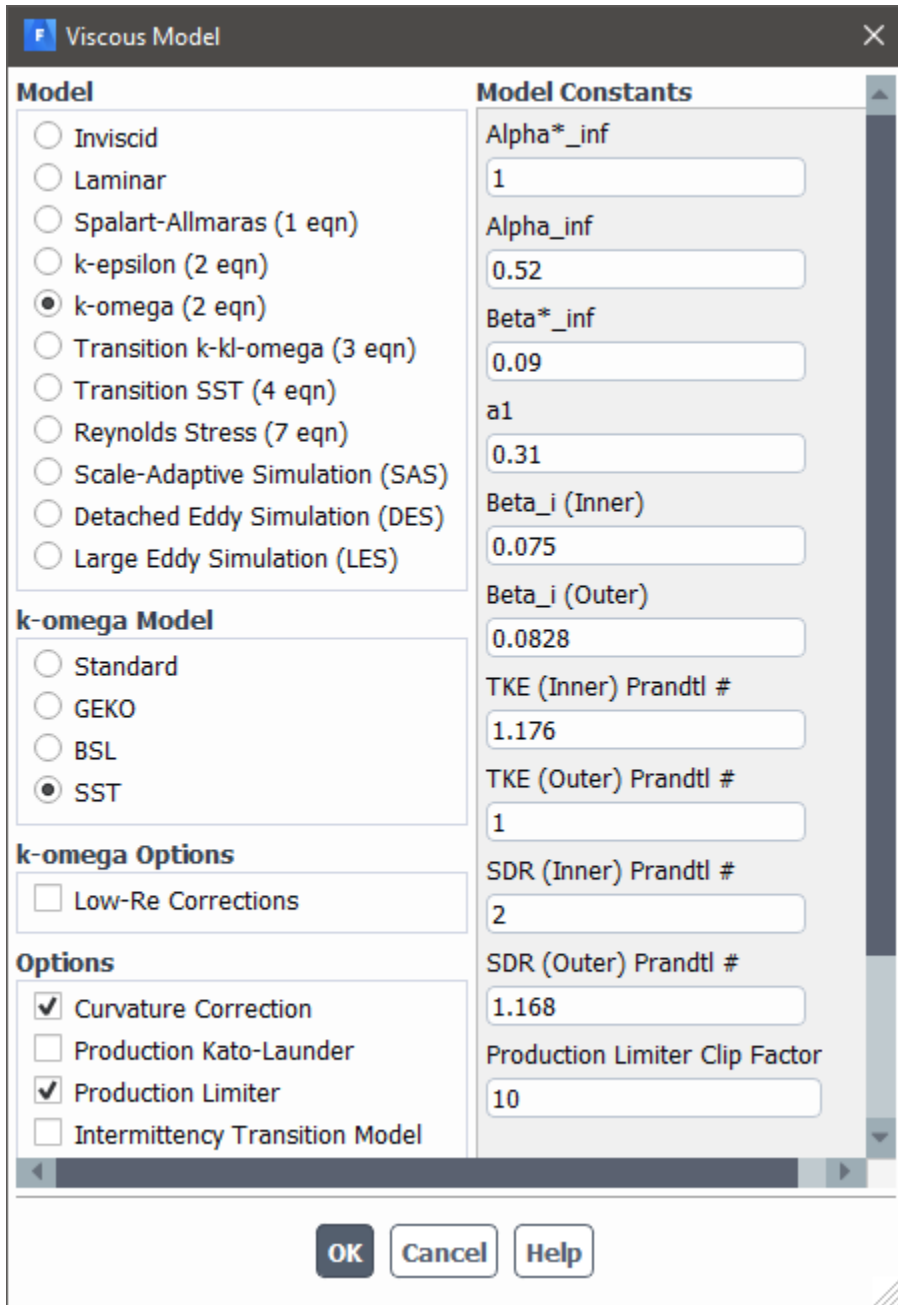 F Viscous Model
Model
Inviscid
Laminar
Spalart-Allmaras (1 eqn)
k-epsilon (2 eqn)
k-omega (2 eqn)
Transition k-kl-omega (3 eqn)
Transition SST (4 eqn)
Reynolds Stress (7 eqn)
Scale-Adaptive Simulation (SAS)
Detached Eddy Simulation (DES)
Large Eddy Simulation (LES)
k-omega Model
Standard
GEKO
BSL
SST
k-omega Options
Low-Re Corrections
Options
Curvature Correction
Production Kato-Launder
Production Limiter
Intermittency Transition Model
Model Constants
Alpha*_inf
1
Alpha_inf
0.52
Beta*_inf
0.09
a1
0.31
Beta_i (Inner)
0.075
Beta_i (Outer)
0.0828
TKE (Inner) Prandtl #
1.176
TKE (Outer) Prandtl #
1
SDR (Inner) Prandtl #
2
SDR (Outer) Prandtl #
1.168
Production Limiter Clip Factor
10
OK Cancel Help